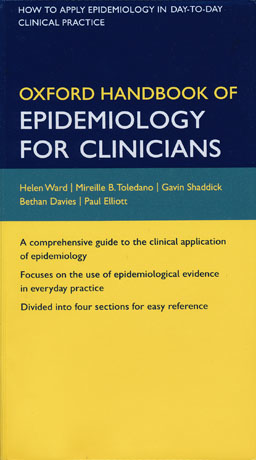 HOW TO APPLY EPIDEMIOLOGY IN DAY-TO-DAY
CLINICAL PRACTICE
OXFORD HANDBOOK OF
EPIDEMIOLOGY
FOR CLINICIANS
Helen Ward | Mireille B. Toledano | Gavin Shaddick
Bethan Davies | Paul Elliott
A comprehensive guide to the clinical application
of epidemiology
Focuses on the use of epidemiological evidence
in everyday practice
Divided into four sections for easy reference